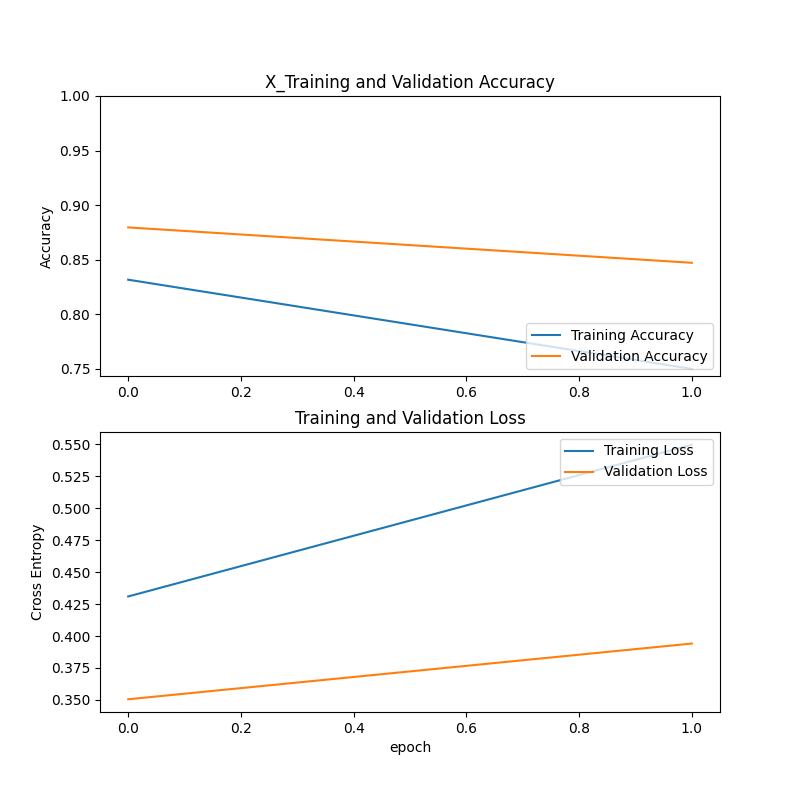 X_Training and Validation Accuracy
1.00
0.95
0.90
0.85
0.80
0.75
Accuracy
Training Accuracy
Validation Accuracy
0.0 0.2 0.4 0.6 0.8 1.0
Training and Validation Loss
0.550
0.525
0.500
0.475
0.450
0.425
0.400
0.375
0.350
Cross Entropy
Training Loss
Validation Loss
0.0 0.2 0.4 0.6 0.8 1.0
epoch